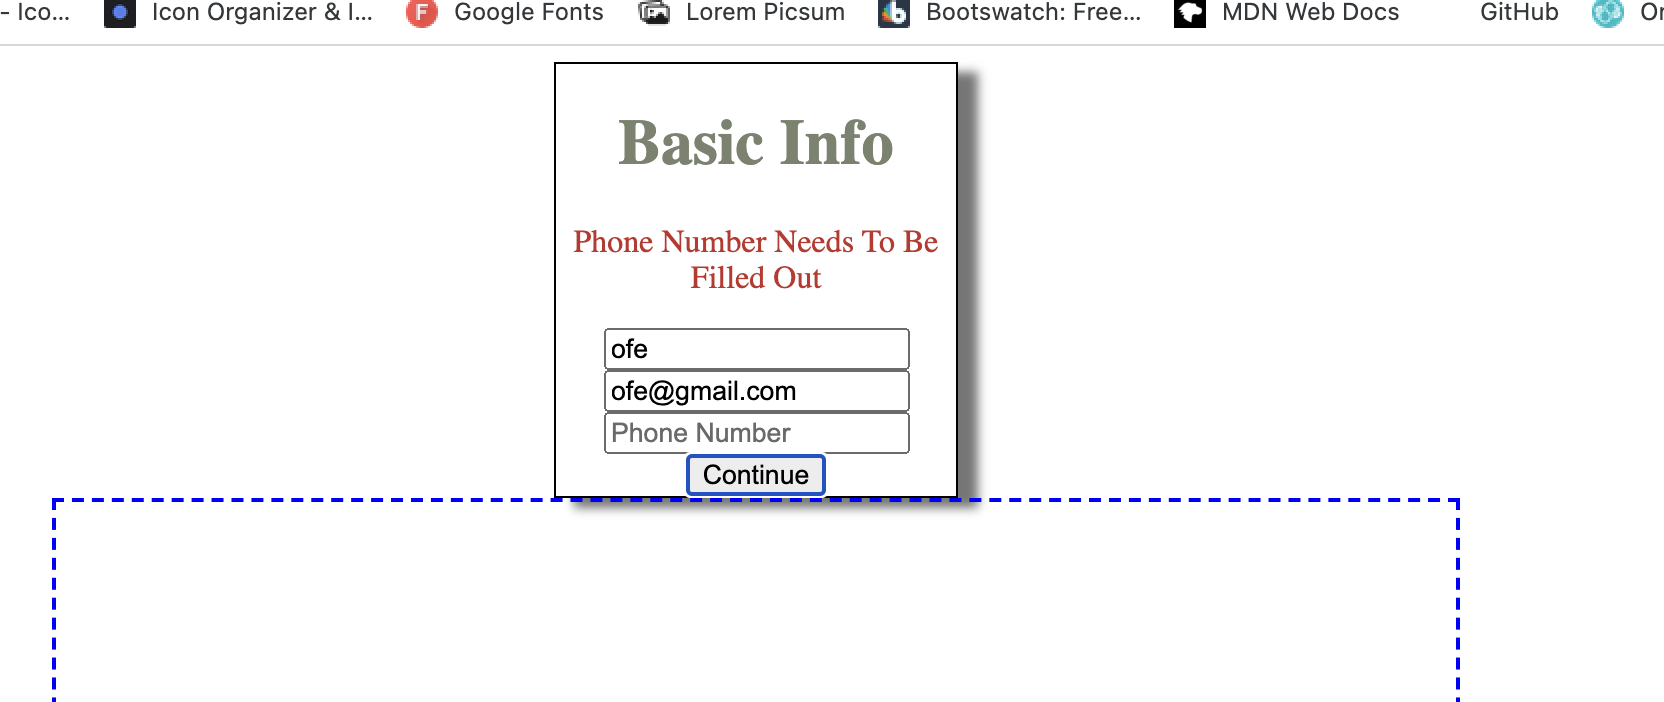 - Ico... Icon Organizer & I... F Google Fonts Lorem Picsum b Bootswatch: Free... MDN Web Docs GitHub Or
Basic Info
Phone Number Needs To Be
Filled Out
ofe
ofe@gmail.com
Phone Number
Continue